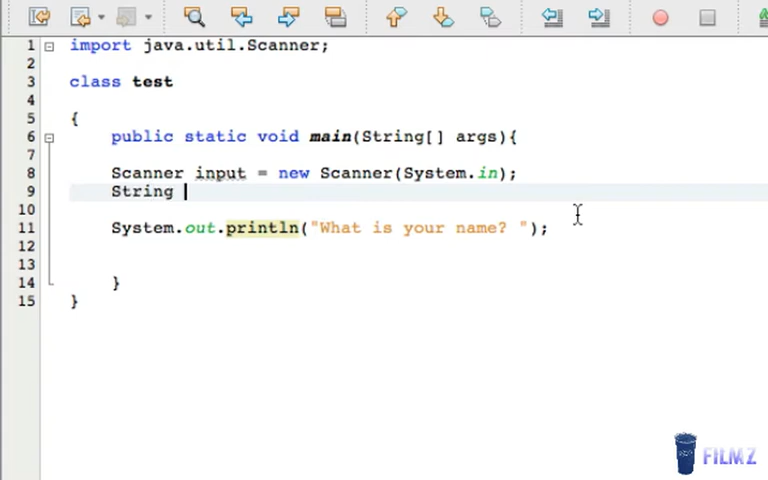 1 import java.util.Scanner;
2
3 class test
4
5 {
6 public static void main(String[] args){
7
8 Scanner input = new Scanner(System.in);
9 String
10
11 System.out.println("What is your name? ");
12
13
14 }
15 }
FILMZ